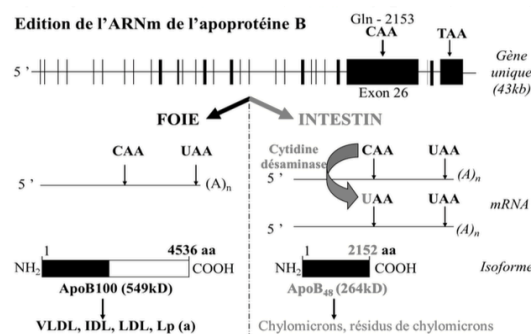 Edition de l'ARNm de l'apoprotéine B
Gln - 2153
CAA TAA
5 '
Gène
unique
(43kb)
Exon 26
FOIE INTESTIN
Cytidine
désaminase
CAA UAA
5 ' (A)n
CAA UAA
5 ' (A)n
UAA UAA
5 ' (A)n
mRNA
1 4536 aa
NH2 COOH
ApoB100 (549kD)
VLDL, IDL, LDL, Lp (a)
1 2152 aa
NH2 COOH
ApoB48 (264kD)
Chylomicrons, résidus de chylomicrons
Isoforme